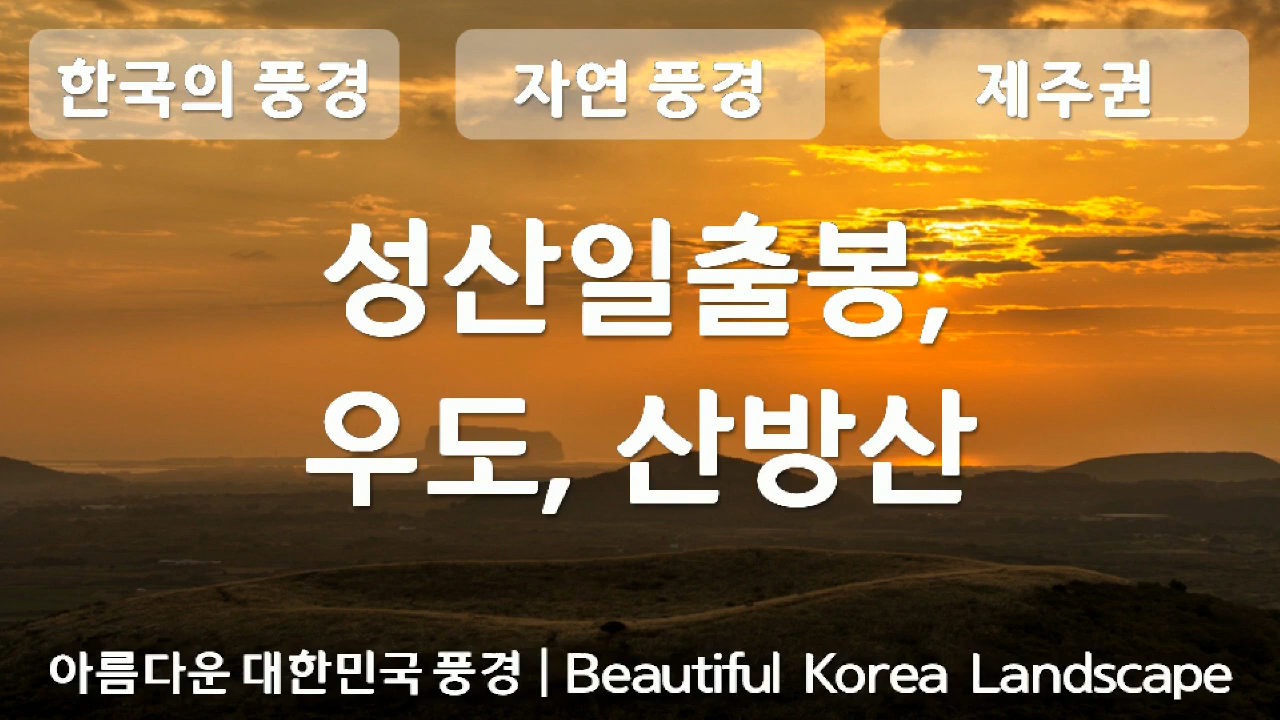 한국의 풍경
자연 풍경
제주권
성산일출봉,
우도, 산방산
아름다운 대한민국 풍경 | Beautiful Korea Landscape